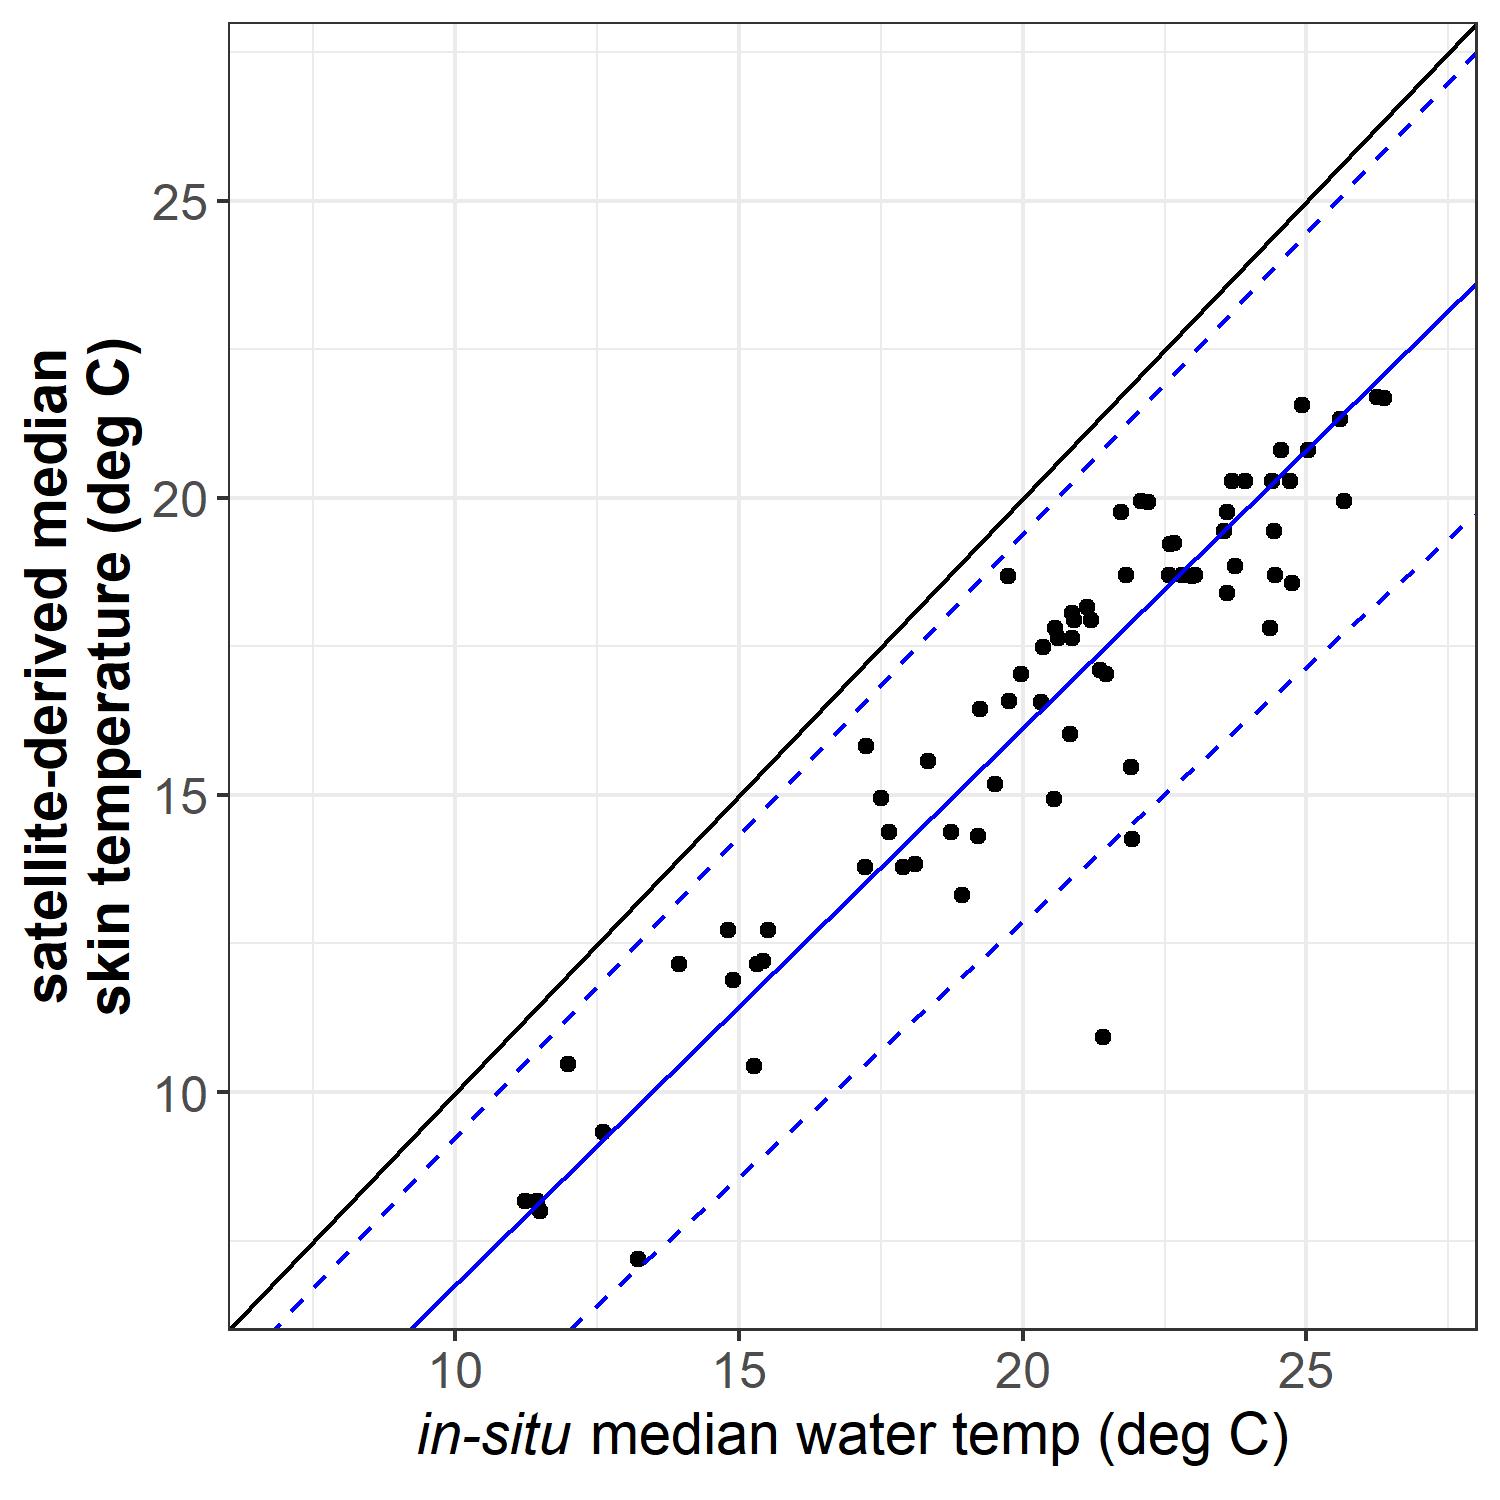 satellite-derived median
skin temperature (deg C)
25
20
15
10
10 15 20 25
in-situ median water temp (deg C)